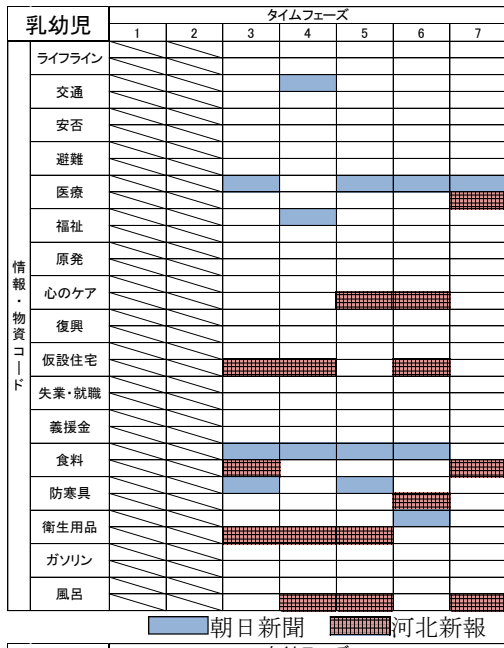 乳幼児
タイムフェーズ
1 2 3 4 5 6 7
情報・物資コード
ライフライン
交通
安否
避難
医療
福祉
原発
心のケア
復興
仮設住宅
失業・就職
義援金
食料
防寒具
衛生用品
ガソリン
風呂
朝日新聞 河北新報